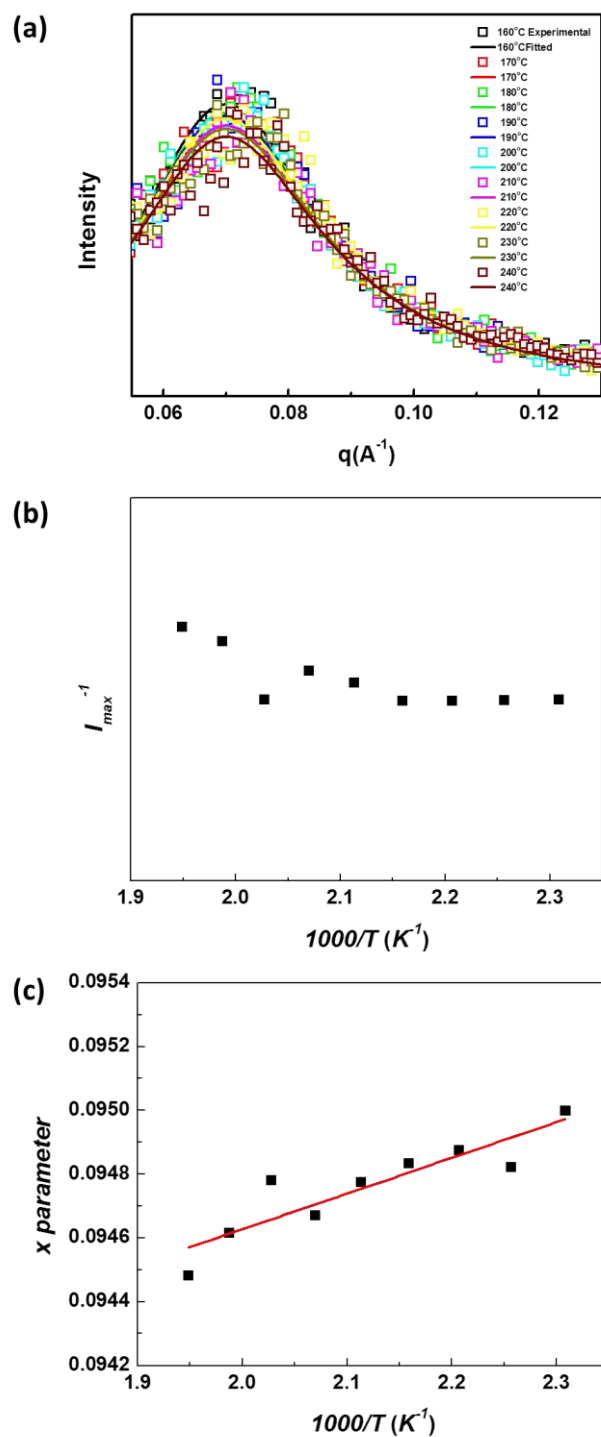 (a)
Intensity
160°C Experimental
160°CFitted
170°C
170°C
180°C
180°C
190°C
190°C
200°C
200°C
210°C
210°C
220°C
220°C
230°C
230°C
240°C
240°C
0.06 0.08 0.10 0.12
q(A⁻¹)
(b)
I_max⁻¹
1.9 2.0 2.1 2.2 2.3
1000/T (K⁻¹)
(c)
x parameter
0.0954
0.0952
0.0950
0.0948
0.0946
0.0944
0.0942
1.9 2.0 2.1 2.2 2.3
1000/T (K⁻¹)